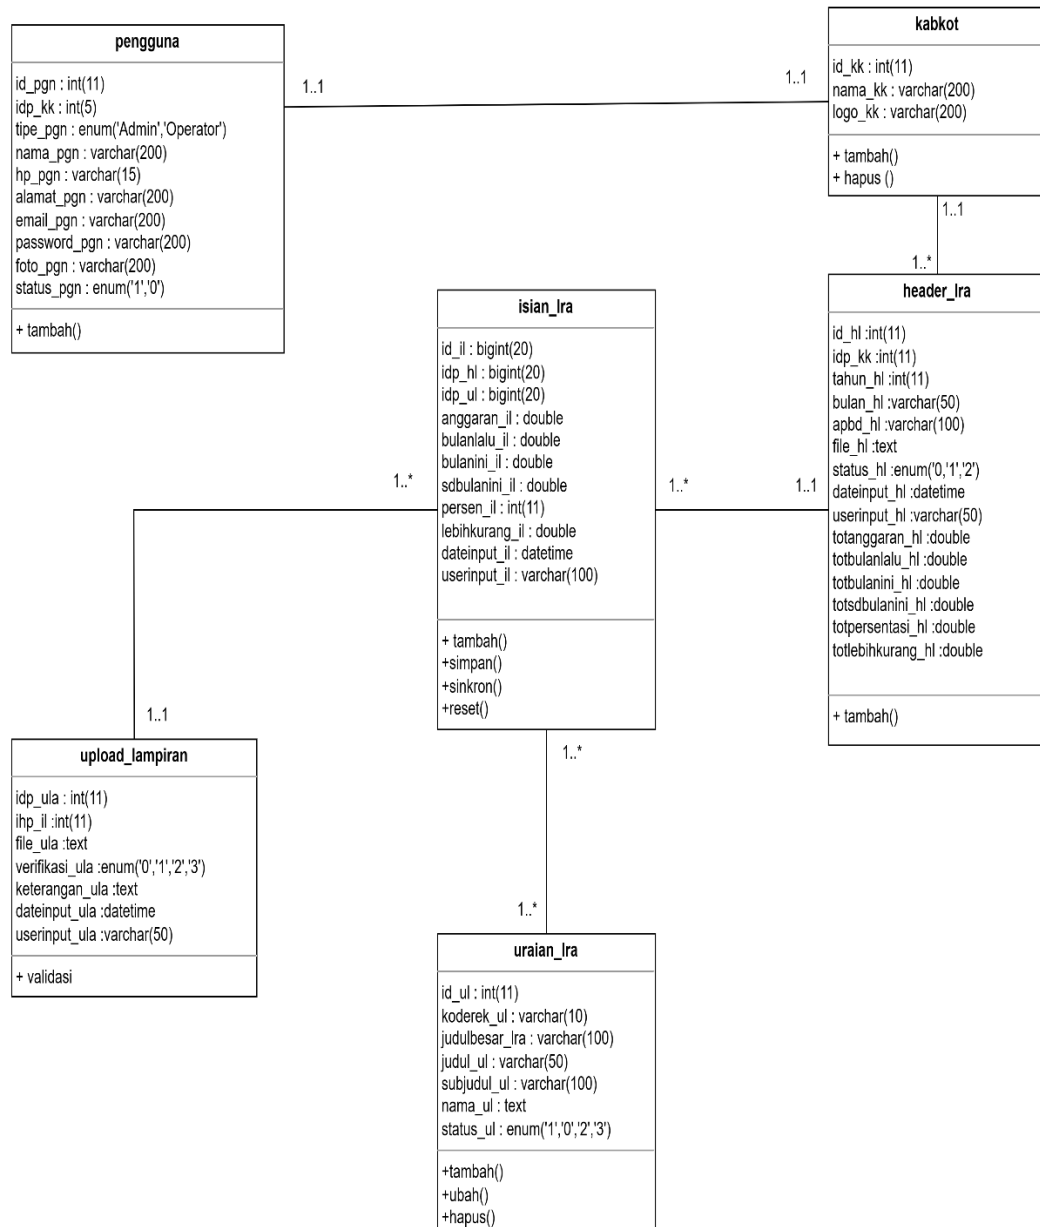 pengguna
id_pgn : int(11)
idp_kk : int(5)
tipe_pgn : enum('Admin','Operator')
nama_pgn : varchar(200)
hp_pgn : varchar(15)
alamat_pgn : varchar(200)
email_pgn : varchar(200)
password_pgn : varchar(200)
foto_pgn : varchar(200)
status_pgn : enum('1','0')
+ tambah()
1..1
1..1
kabkot
id_kk : int(11)
nama_kk : varchar(200)
logo_kk : varchar(200)
+ tambah()
+ hapus ()
1..1
1..*
header_lra
id_hl :int(11)
idp_kk :int(11)
tahun_hl :int(11)
bulan_hl :varchar(50)
apbd_hl :varchar(100)
file_hl :text
status_hl :enum('0,'1','2')
dateinput_hl :datetime
userinput_hl :varchar(50)
totanggaran_hl :double
totbulanlalu_hl :double
totbulanini_hl :double
totsdbulanini_hl :double
totpersentasi_hl :double
totlebihkurang_hl :double
+ tambah()
isian_lra
id_il : bigint(20)
idp_hl : bigint(20)
idp_ul : bigint(20)
anggaran_il : double
bulanlalu_il : double
bulanini_il : double
sdbulanini_il : double
persen_il : int(11)
lebihkurang_il : double
dateinput_il : datetime
userinput_il : varchar(100)
+ tambah()
+simpan()
+sinkron()
+reset()
1..*
1..*
1..1
1..1
upload_lampiran
idp_ula : int(11)
ihp_il :int(11)
file_ula :text
verifikasi_ula :enum('0','1','2','3')
keterangan_ula :text
dateinput_ula :datetime
userinput_ula :varchar(50)
+ validasi
1..*
1..*
uraian_lra
id_ul : int(11)
koderek_ul : varchar(10)
judulbesar_lra : varchar(100)
judul_ul : varchar(50)
subjudul_ul : varchar(100)
nama_ul : text
status_ul : enum('1','0','2','3')
+tambah()
+ubah()
+hapus()